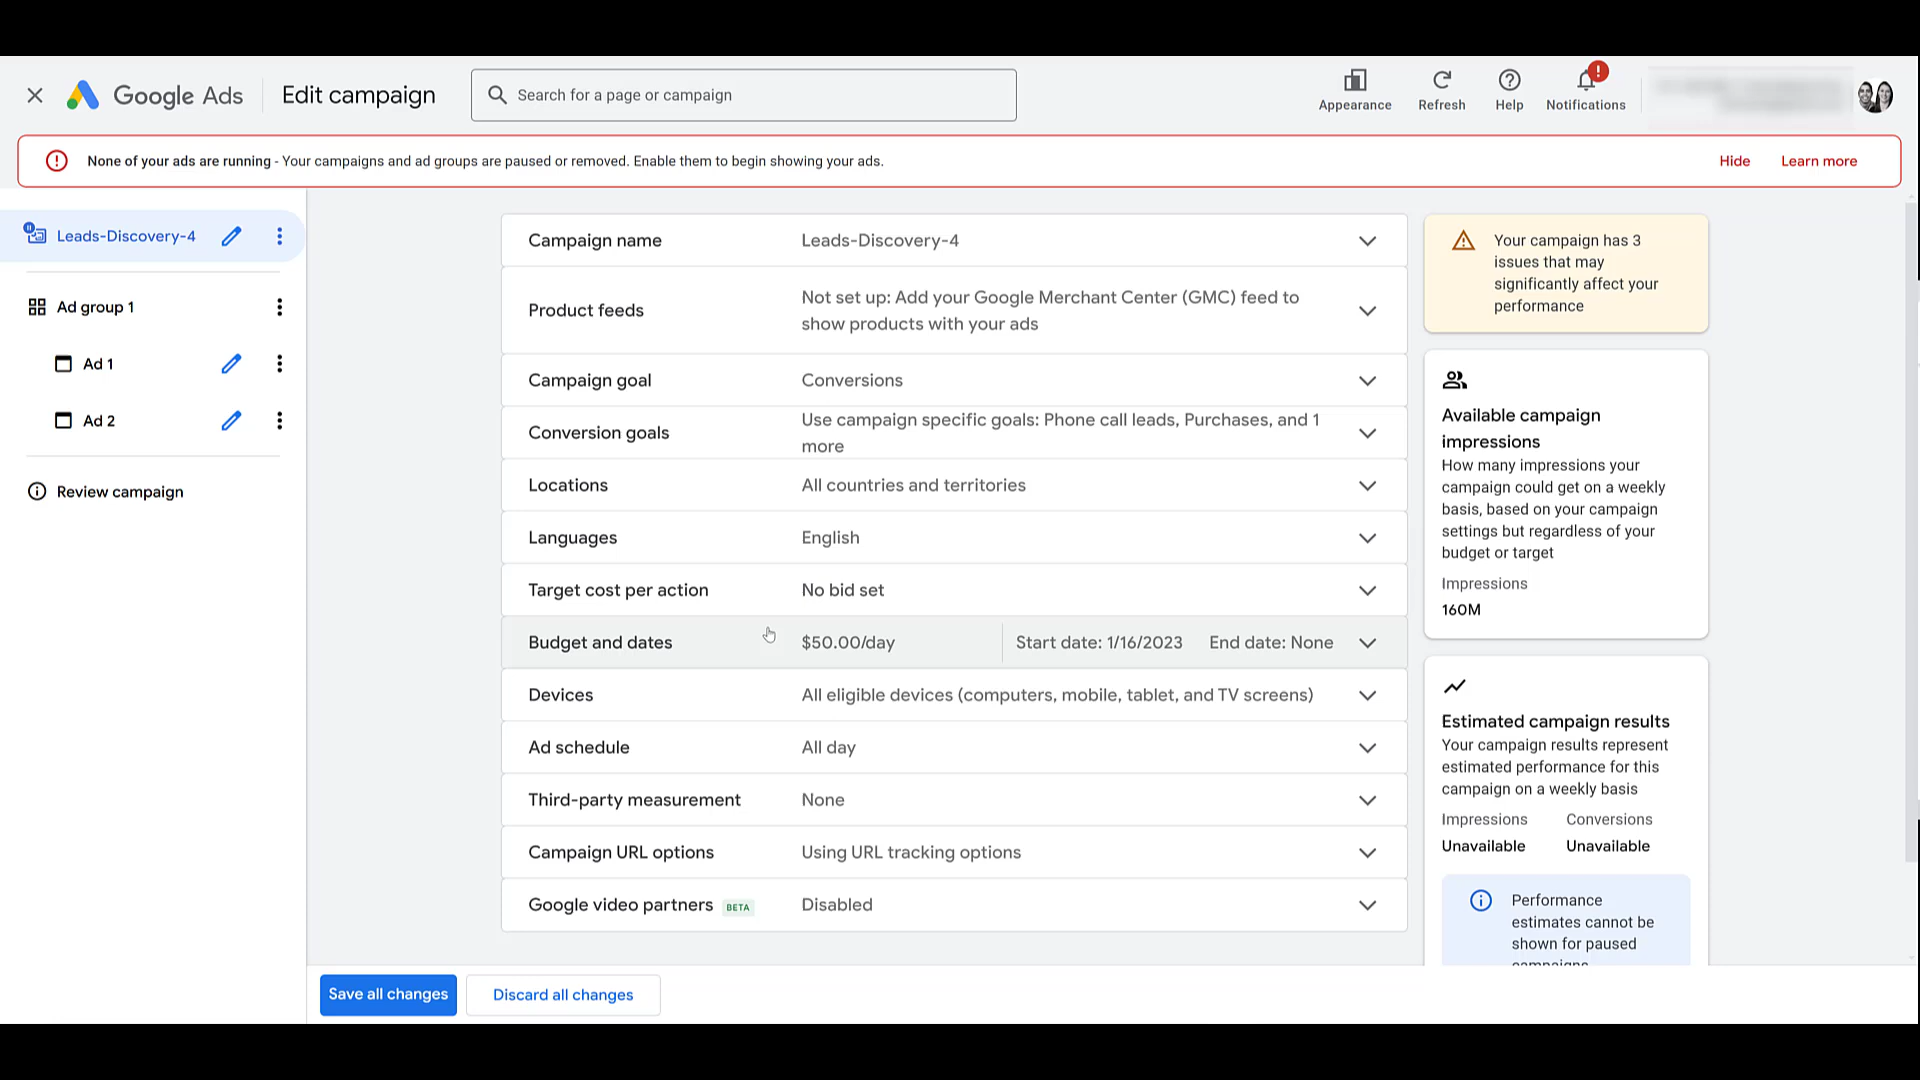 Google Ads
Edit campaign
Search for a page or campaign
Appearance
Refresh
Help
!
Notifications
None of your ads are running - Your campaigns and ad groups are paused or removed. Enable them to begin showing your ads.
Hide
Learn more
Leads-Discovery-4
Ad group 1
Ad 1
Ad 2
Review campaign
Campaign name
Leads-Discovery-4
Product feeds
Not set up: Add your Google Merchant Center (GMC) feed to
show products with your ads
Campaign goal
Conversions
Conversion goals
Use campaign specific goals: Phone call leads, Purchases, and 1
more
Locations
All countries and territories
Languages
English
Target cost per action
No bid set
Budget and dates
$50.00/day
Start date: 1/16/2023
End date: None
Devices
All eligible devices (computers, mobile, tablet, and TV screens)
Ad schedule
All day
Third-party measurement
None
Campaign URL options
Using URL tracking options
Google video partners BETA
Disabled
Your campaign has 3
issues that may
significantly affect your
performance
Available campaign
impressions
How many impressions your
campaign could get on a weekly
basis, based on your campaign
settings but regardless of your
budget or target
Impressions
160M
Estimated campaign results
Your campaign results represent
estimated performance for this
campaign on a weekly basis
Impressions
Conversions
Unavailable
Unavailable
Performance
estimates cannot be
shown for paused
campaigns
Save all changes
Discard all changes